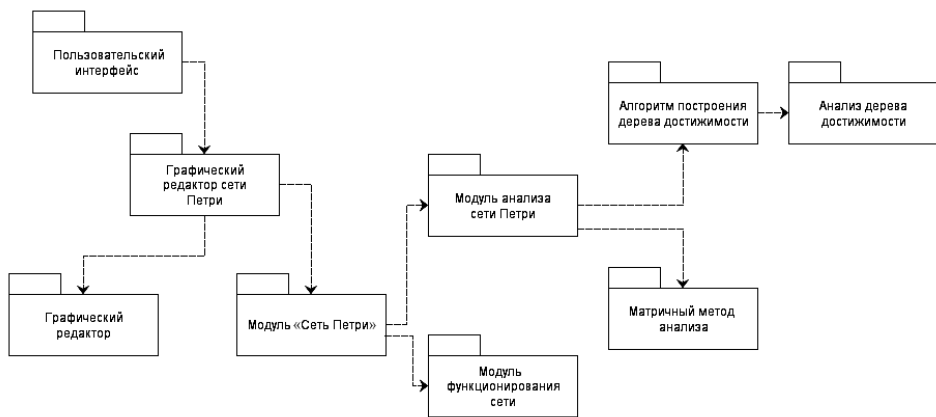 Пользовательский
интерфейс
Алгоритм построения
дерева достижимости
Анализ дерева
достижимости
Графический
редактор сети
Петри
Модуль анализа
сети Петри
Графический
редактор
Модуль «Сеть Петри»
Матричный метод
анализа
Модуль
функционирования
сети